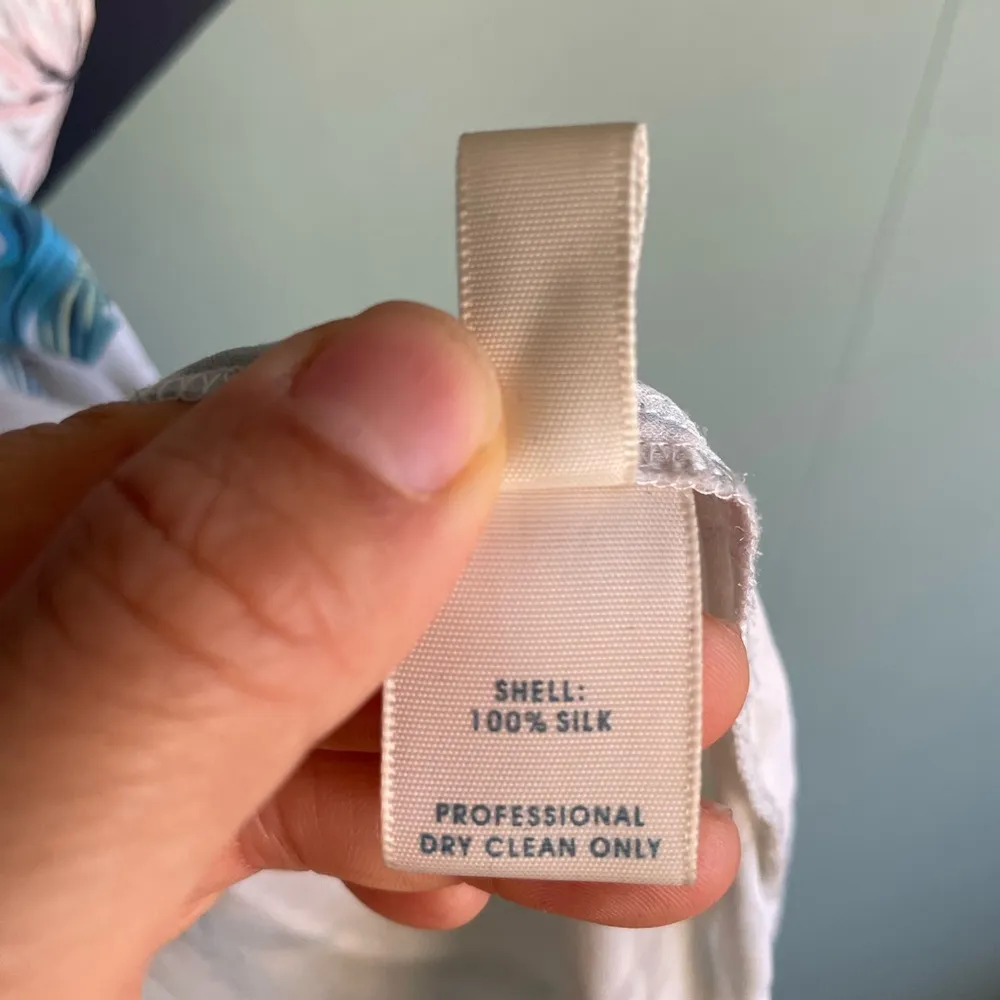 SHELL:
100% SILK
PROFESSIONAL
DRY CLEAN ONLY